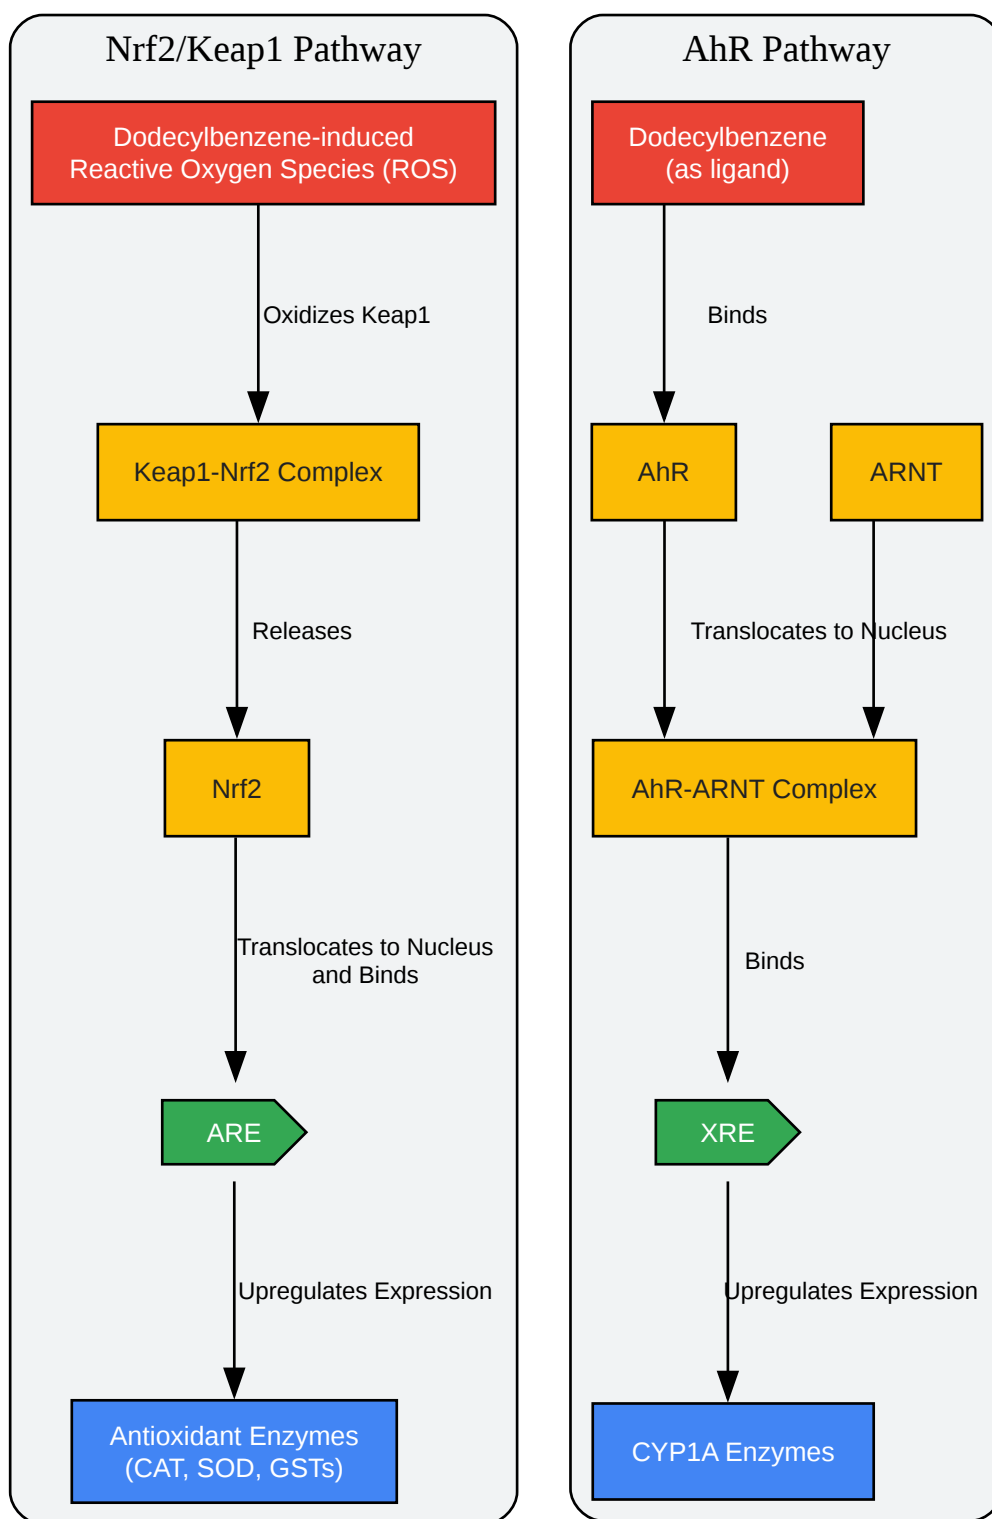 Nrf2/Keap1 Pathway
Dodecylbenzene-induced
Reactive Oxygen Species (ROS)
Oxidizes Keap1
Keap1-Nrf2 Complex
Releases
Nrf2
Translocates to Nucleus
and Binds
ARE
Upregulates Expression
Antioxidant Enzymes
(CAT, SOD, GSTs)
AhR Pathway
Dodecylbenzene
(as ligand)
Binds
AhR
ARNT
Translocates to Nucleus
AhR-ARNT Complex
Binds
XRE
Upregulates Expression
CYP1A Enzymes